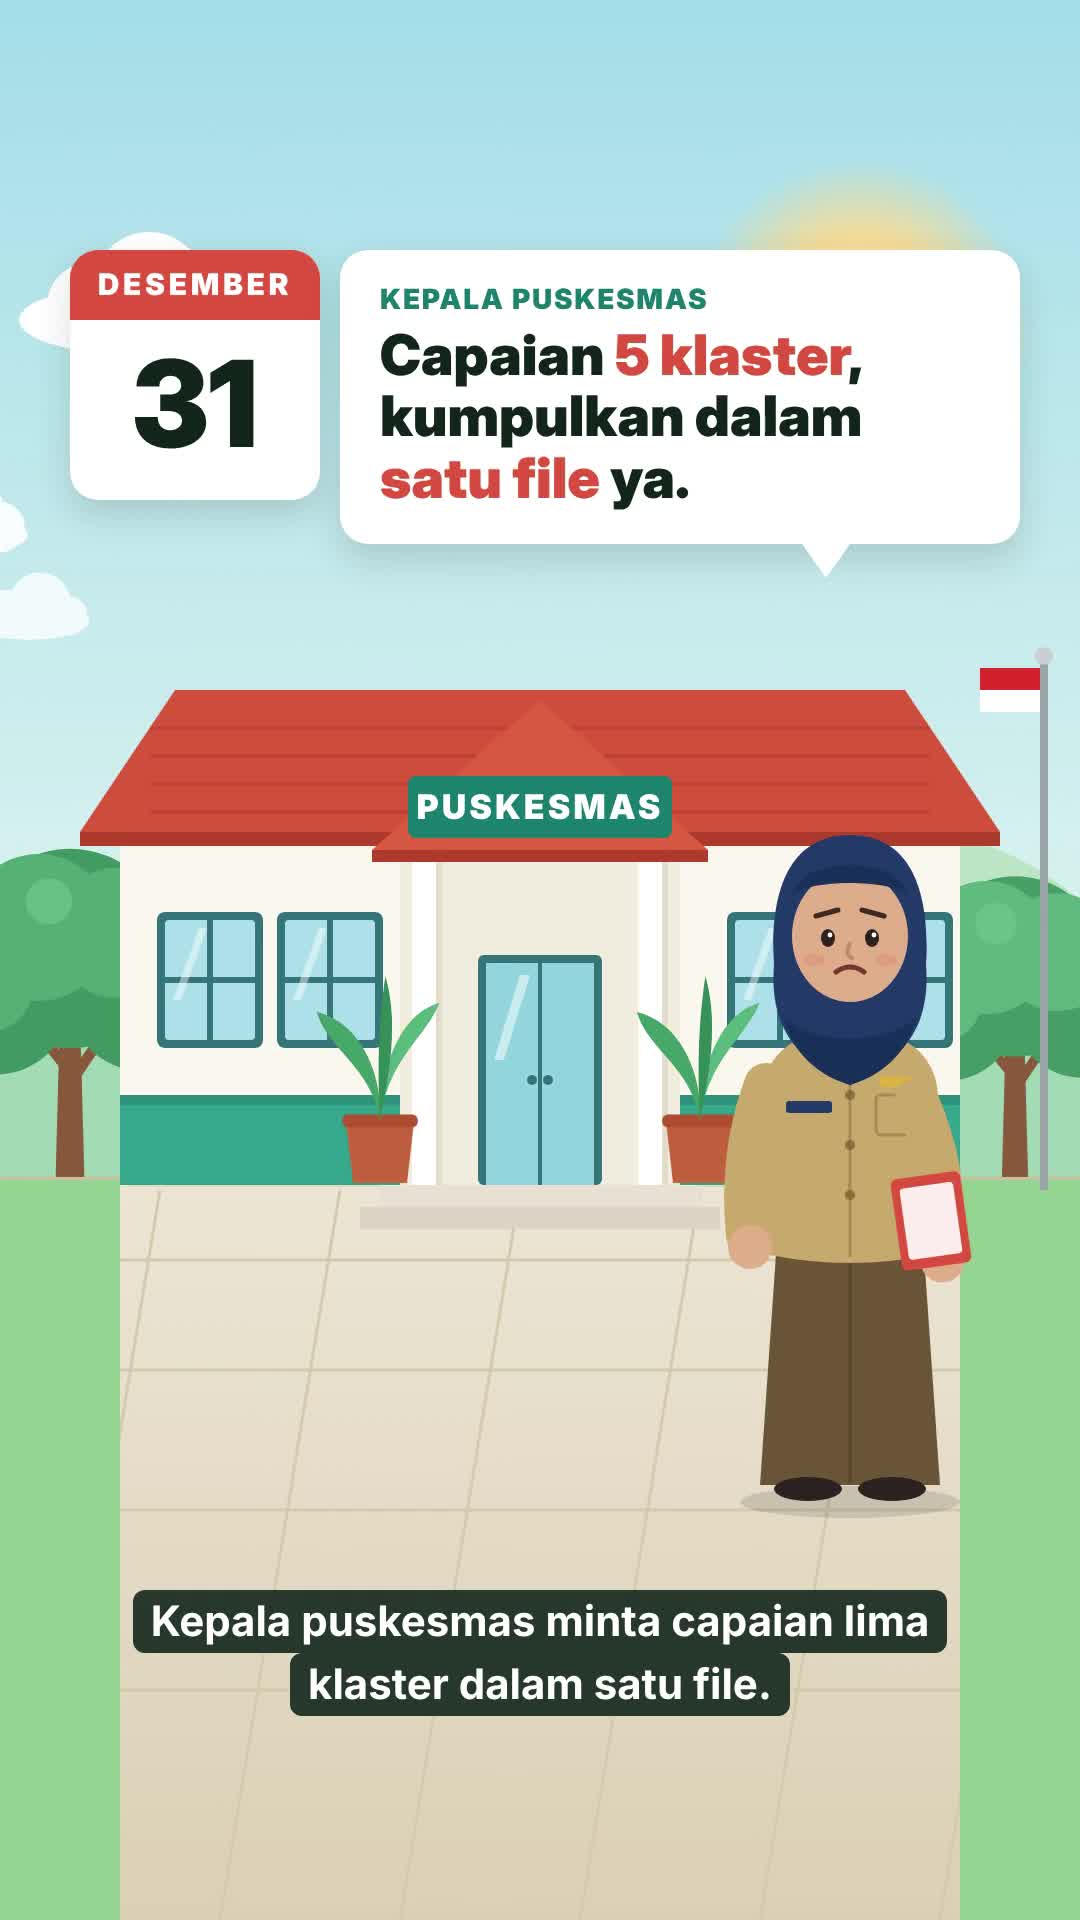 DESEMBER
31
KEPALA PUSKESMAS
Capaian 5 klaster,
kumpulkan dalam
satu file ya.
PUSKESMAS
Kepala puskesmas minta capaian lima
klaster dalam satu file.